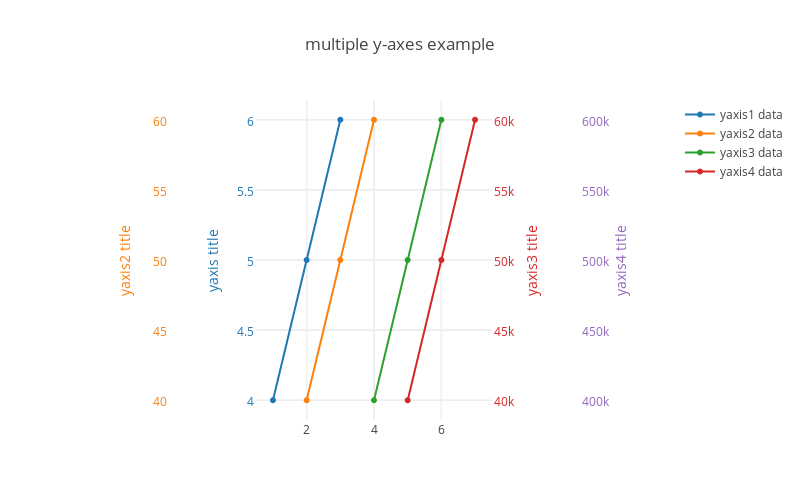 multiple y-axes example
yaxis2 title
60
55
50
45
40
yaxis title
6
5.5
5
4.5
4
2 4 6
60k
55k
50k
45k
40k
yaxis3 title
600k
550k
500k
450k
400k
yaxis4 title
yaxis1 data
yaxis2 data
yaxis3 data
yaxis4 data